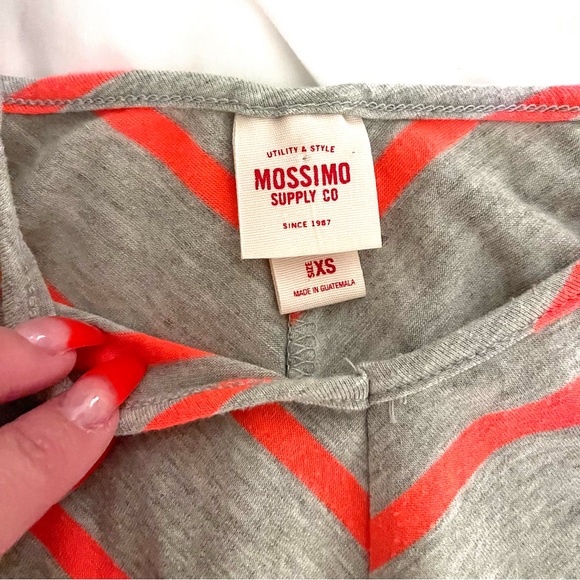 UTILITY & STYLE
MOSSIMO
SUPPLY CO
SINCE 1987
SIZE XS
MADE IN GUATEMALA